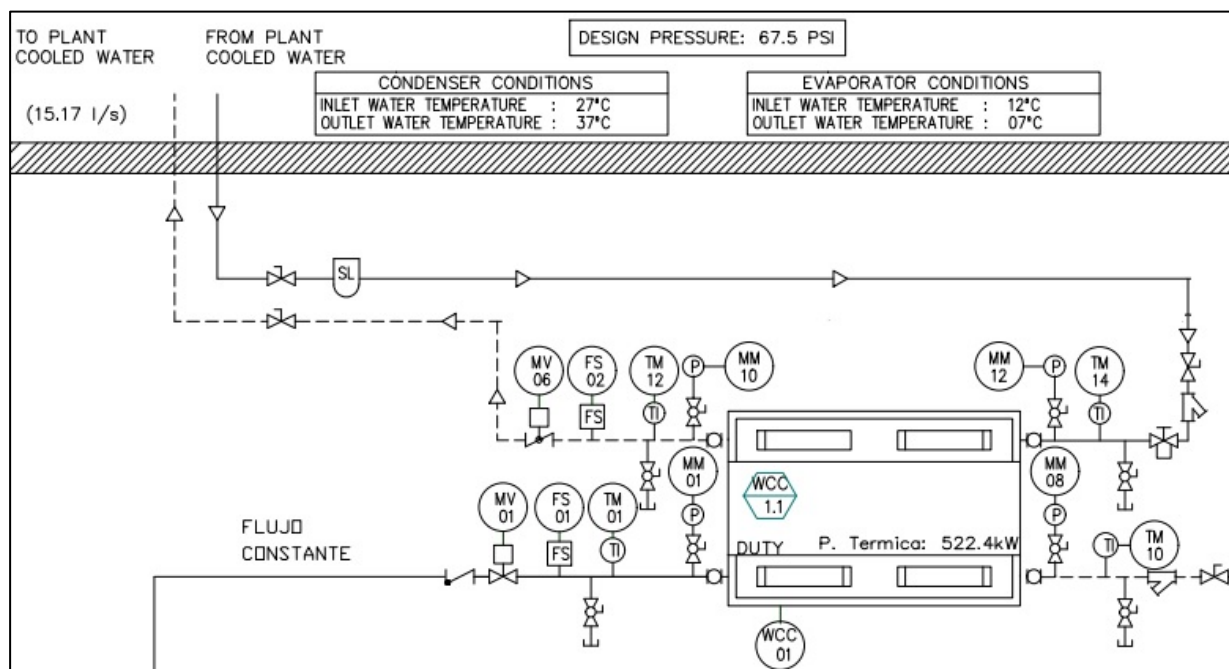 TO PLANT
COOLED WATER
(15.17 l/s)
FROM PLANT
COOLED WATER
DESIGN PRESSURE: 67.5 PSI
CONDENSER CONDITIONS
INLET WATER TEMPERATURE : 27°C
OUTLET WATER TEMPERATURE : 37°C
EVAPORATOR CONDITIONS
INLET WATER TEMPERATURE : 12°C
OUTLET WATER TEMPERATURE : 07°C
SL
MV
06
FS
02
TM
12
MM
10
MM
12
TM
14
P
P
FS
TI
TI
MM
01
MM
08
MV
01
FS
01
TM
01
WCC
1.1
P
P
TM
10
FLUJO
CONSTANTE
FS
TI
DUTY
P. Termica: 522.4kW
TI
WCC
01